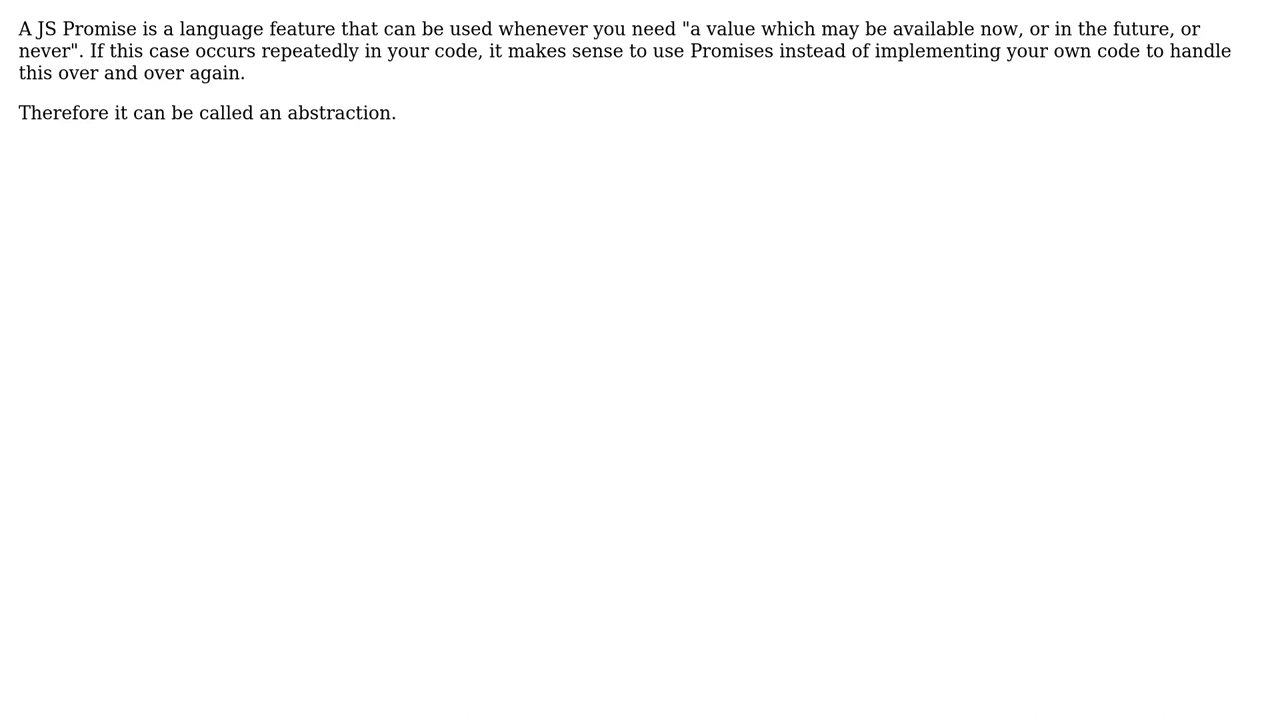 A JS Promise is a language feature that can be used whenever you need "a value which may be available now, or in the future, or
never". If this case occurs repeatedly in your code, it makes sense to use Promises instead of implementing your own code to handle
this over and over again.
Therefore it can be called an abstraction.